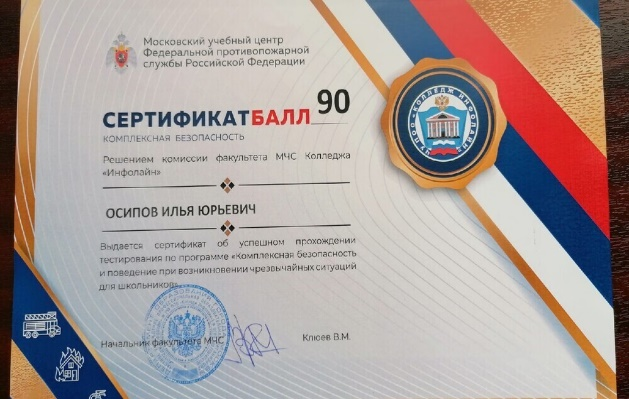 Московский учебный центр
Федеральной противопожарной
службы Российской Федерации
СЕРТИФИКАТБАЛЛ 90
КОМПЛЕКСНАЯ БЕЗОПАСНОСТЬ
Решением комиссии факультета МЧС Колледжа
«Инфолайн»
ОСИПОВ ИЛЬЯ ЮРЬЕВИЧ
Выдается сертификат об успешном прохождении
тестирования по программе «Комплексная безопасность
и поведение при возникновении чрезвычайных ситуаций
для школьников».
Начальник факультета МЧС
Клюев В.М.
ЧУПОО «КОЛЛЕДЖ ИНФОЛАЙН»